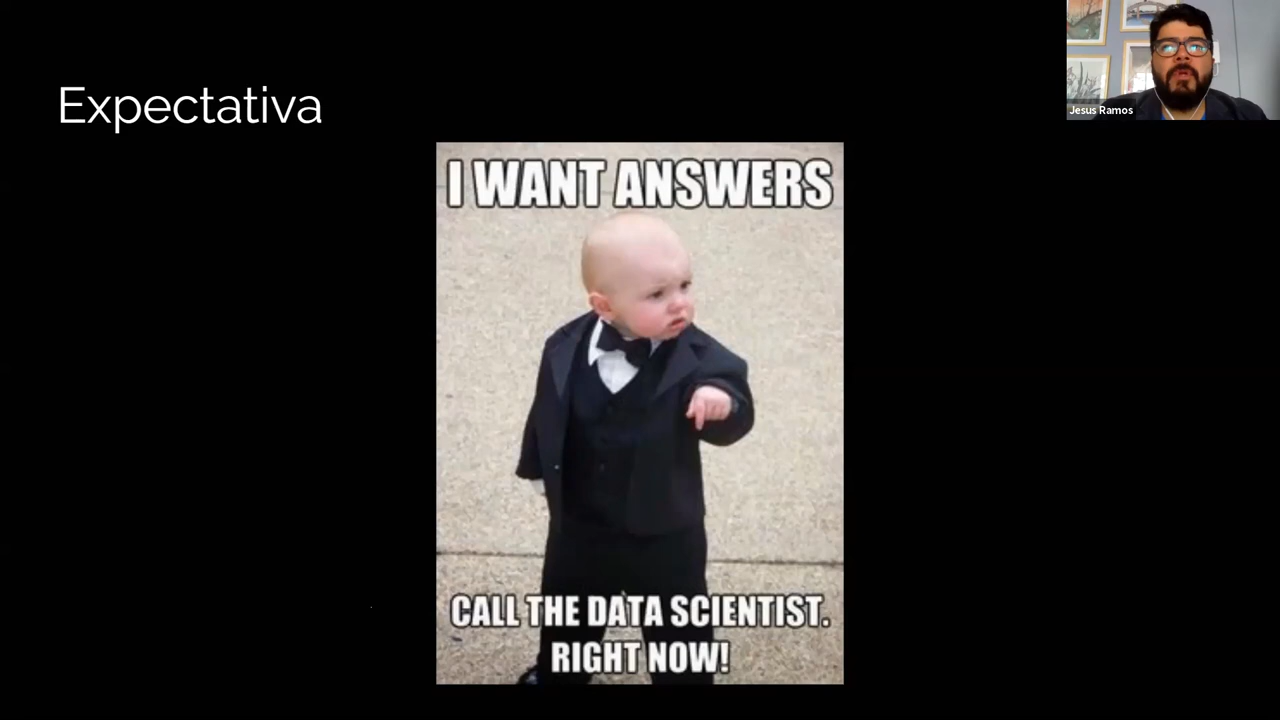 Expectativa
Jesus Ramos
I WANT ANSWERS
CALL THE DATA SCIENTIST.
RIGHT NOW!